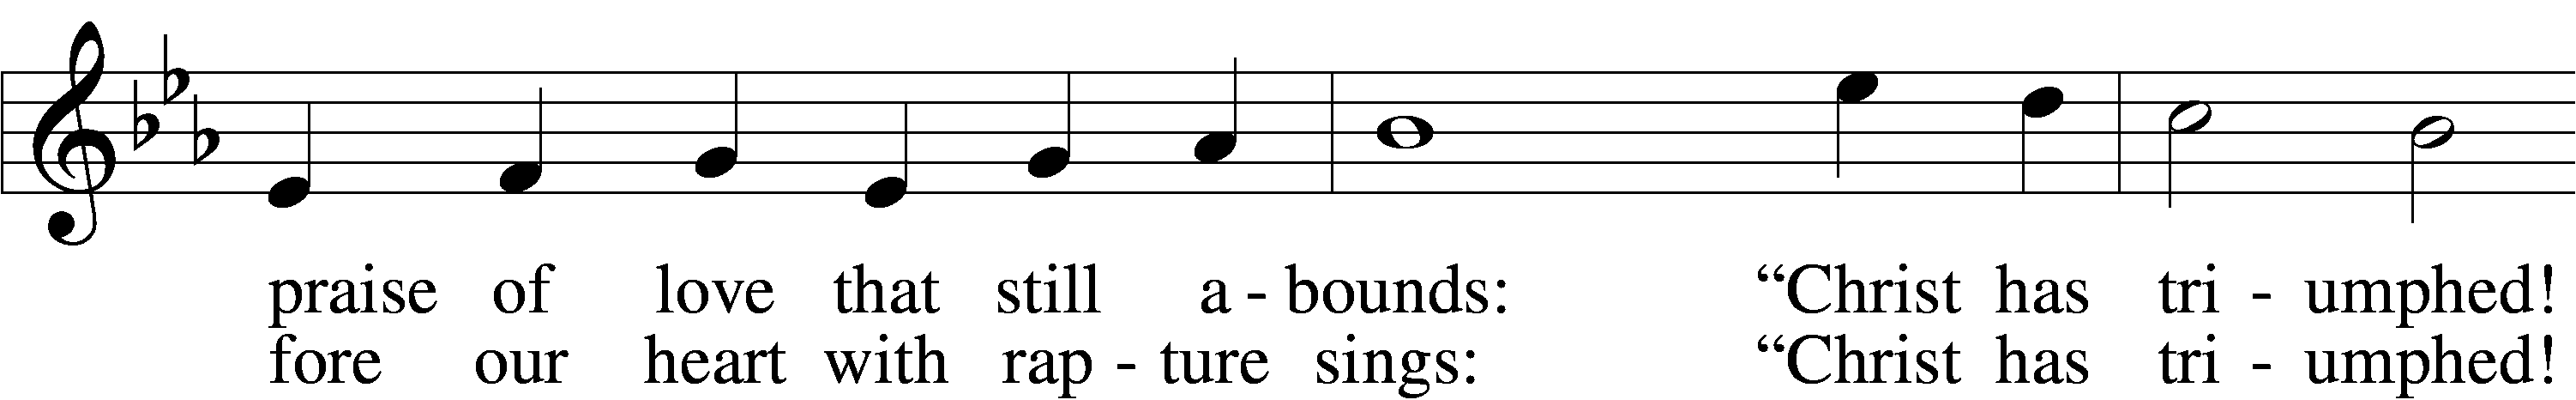 praise of love that still a - bounds: “Christ has tri - umphed!
fore our heart with rap - ture sings: “Christ has tri - umphed!